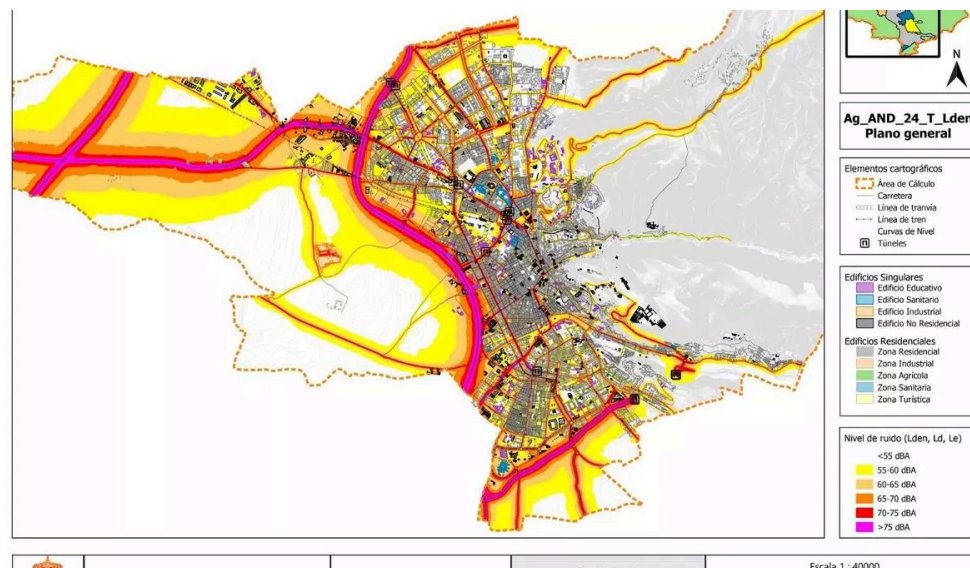 N
Ag_AND_24_T_Lden
Plano general
Elementos cartográficos
Área de Cálculo
Carretera
Línea de tranvía
Línea de tren
Curvas de Nivel
Túneles
Edificios Singulares
Edificio Educativo
Edificio Sanitario
Edificio Industrial
Edificio No Residencial
Edificios Residenciales
Zona Residencial
Zona Industrial
Zona Agrícola
Zona Sanitaria
Zona Turística
Nivel de ruido (Lden, Ld, Le)
<55 dBA
55-60 dBA
60-65 dBA
65-70 dBA
70-75 dBA
>75 dBA
Escala 1 : 40000